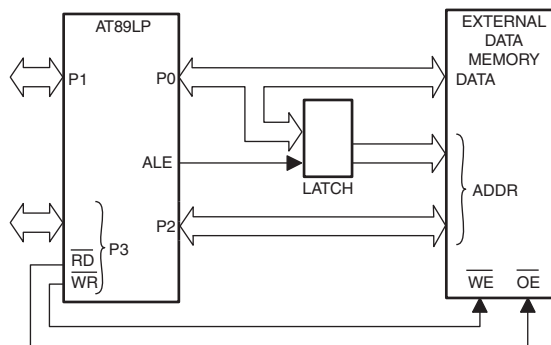 AT89LP
EXTERNAL
DATA
MEMORY
P1
P0
DATA
ALE
LATCH
ADDR
P2
P3
RD
WR
WE
OE